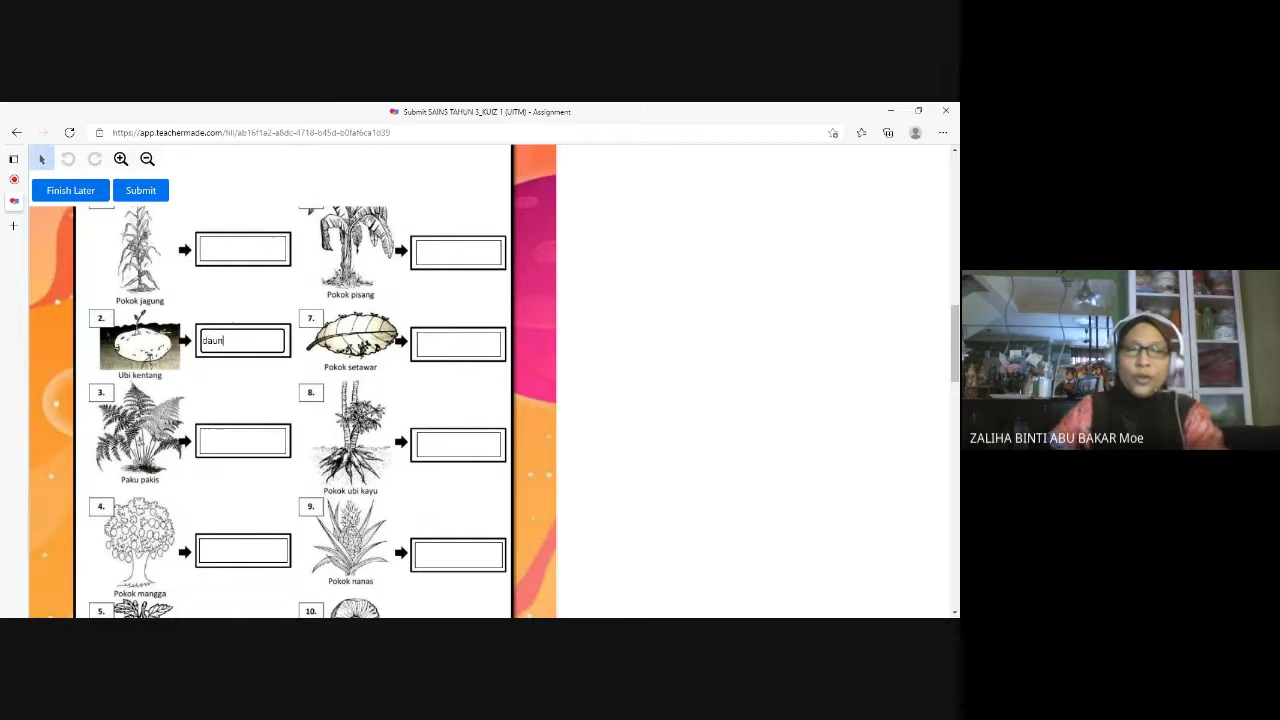 Submit SAINS TAHUN 3_KUIZ 1 (UITM) - Assignment
https://app.teachermade.com/fill/ab16f1a2-a8dc-4718-b45d-b0faf6ca1d39
Finish Later
Submit
Pokok jagung
Pokok pisang
2.
daun
7.
Ubi kentang
Pokok setawar
3.
8.
Paku pakis
Pokok ubi kayu
4.
9.
Pokok nanas
Pokok mangga
5.
10.
ZALIHA BINTI ABU BAKAR Moe